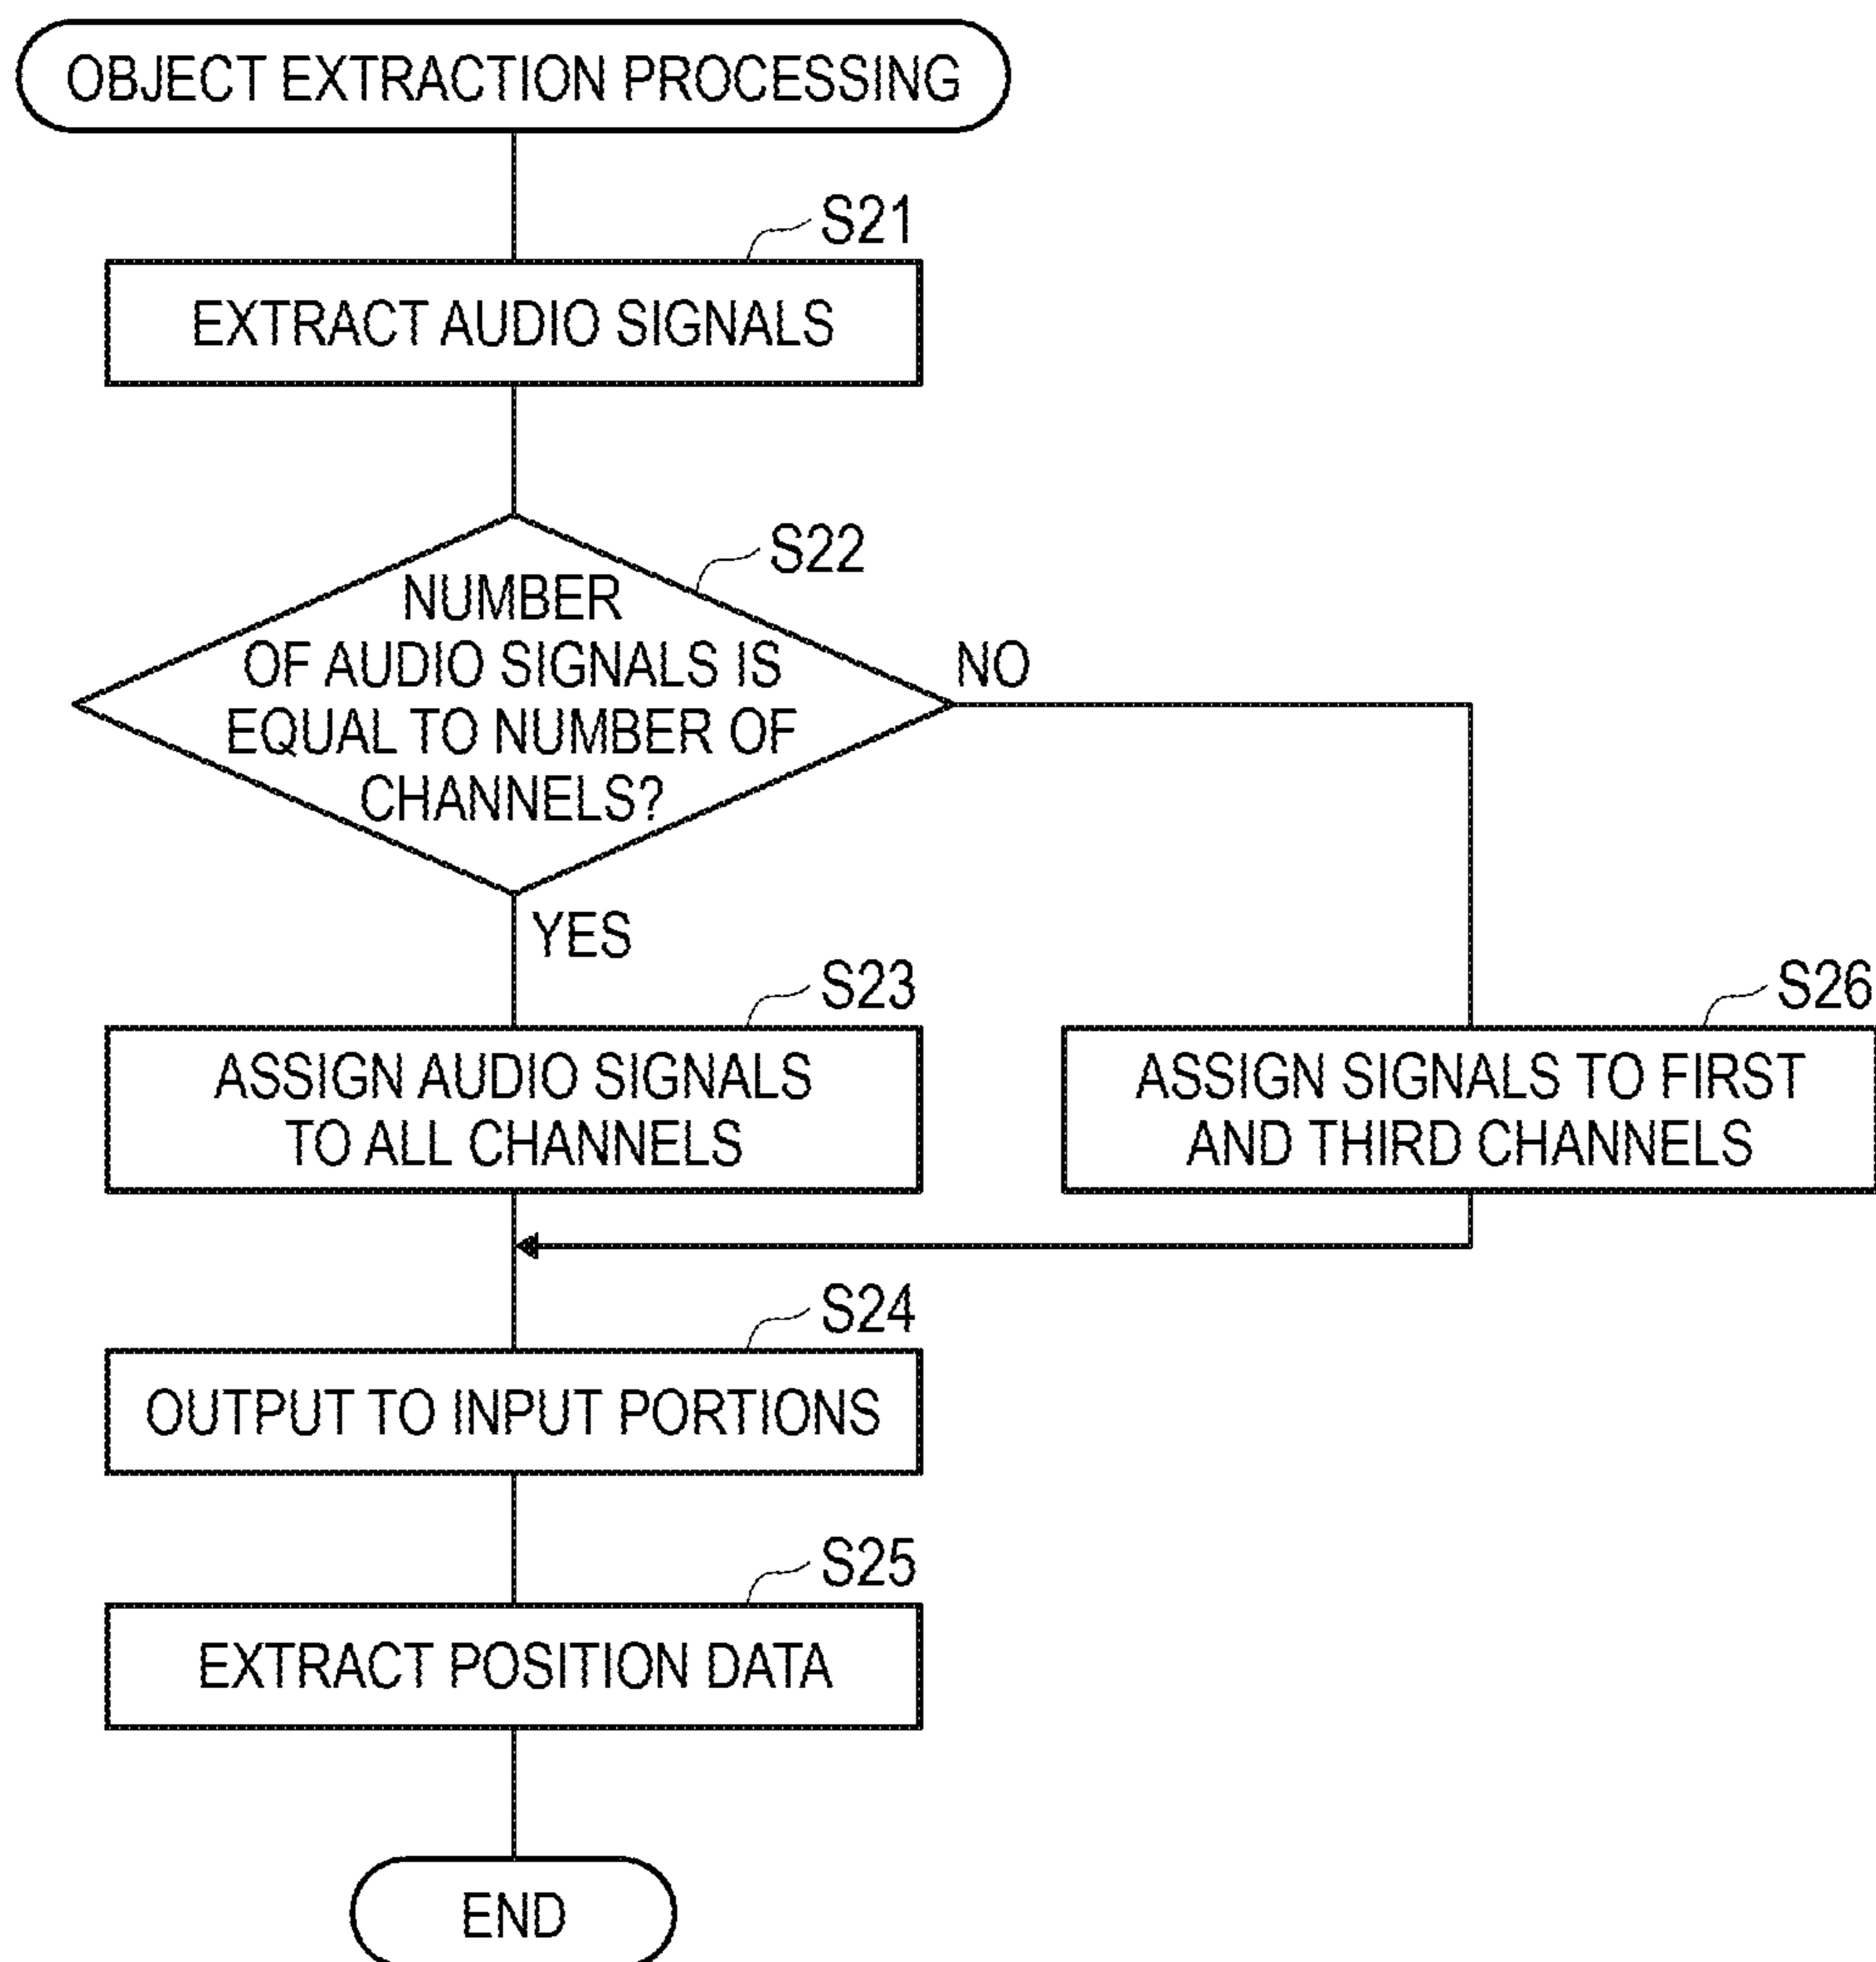 OBJECT EXTRACTION PROCESSING
S21
EXTRACT AUDIO SIGNALS
S22
NUMBER
OF AUDIO SIGNALS IS
EQUAL TO NUMBER OF
CHANNELS?
NO
YES
S23
ASSIGN AUDIO SIGNALS
TO ALL CHANNELS
S26
ASSIGN SIGNALS TO FIRST
AND THIRD CHANNELS
S24
OUTPUT TO INPUT PORTIONS
S25
EXTRACT POSITION DATA
END